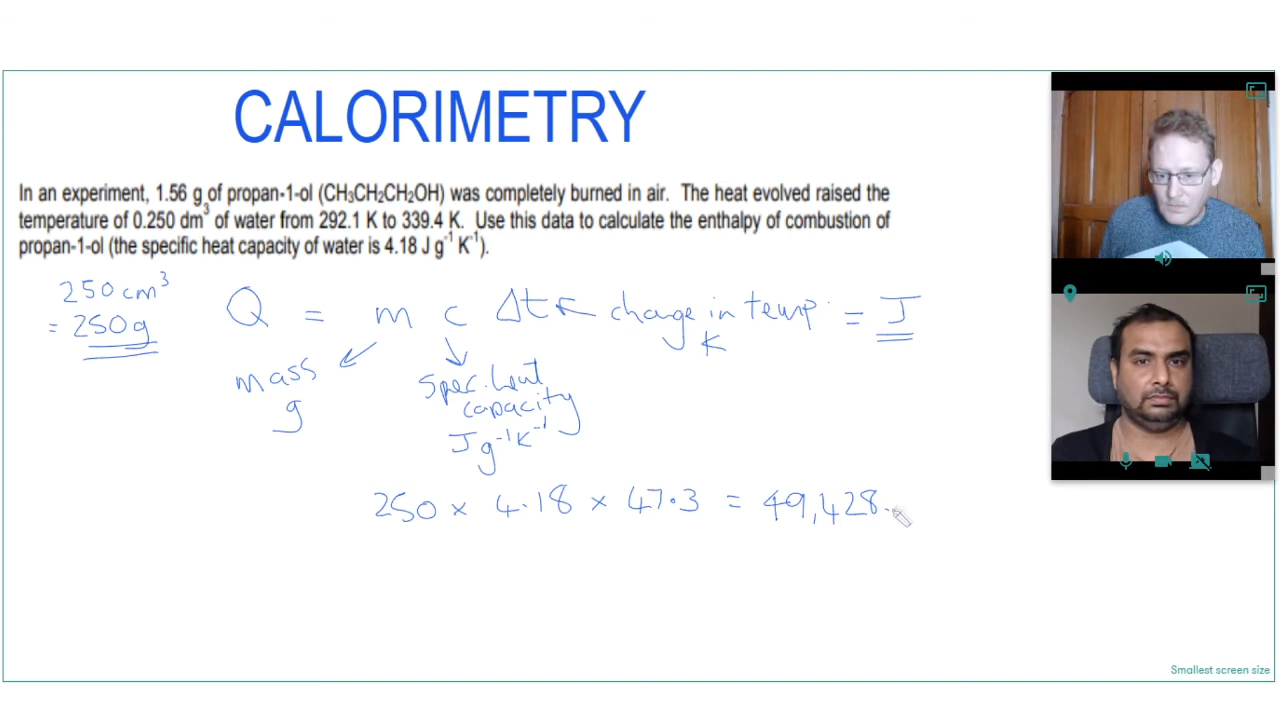 CALORIMETRY
In an experiment, 1.56 g of propan-1-ol (CH₃CH₂CH₂OH) was completely burned in air. The heat evolved raised the
temperature of 0.250 dm³ of water from 292.1 K to 339.4 K. Use this data to calculate the enthalpy of combustion of
propan-1-ol (the specific heat capacity of water is 4.18 J g⁻¹ K⁻¹).
250 cm³
= 250g
Q = m c Δt ← change in temp = J
K
mass
g
spec. heat
capacity
J g⁻¹ K⁻¹
250 × 4.18 × 47.3 = 49,428.
Smallest screen size